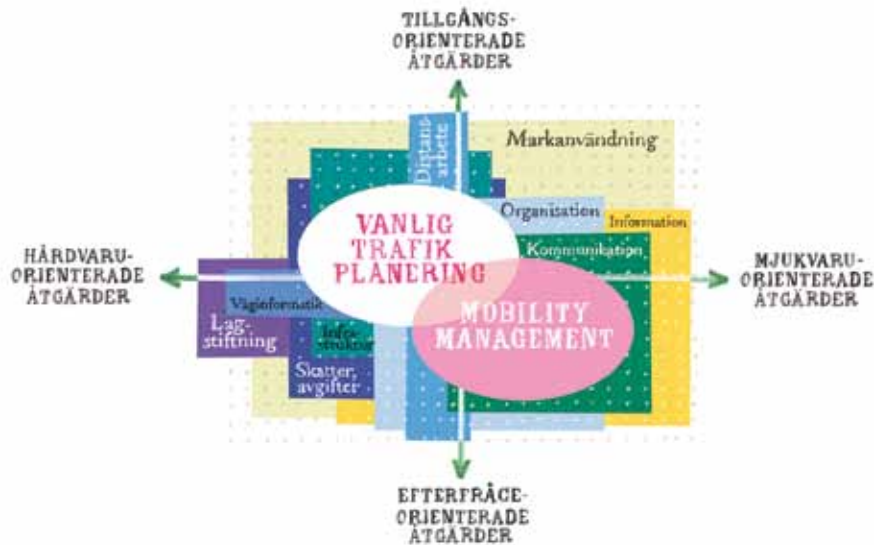 TILLGÅNGS-
ORIENTERADE
ÅTGÄRDER
Distans-
arbete
Markanvändning
VANLIG
TRAFIK
PLANERING
Organisation
Information
Kommunikation
HÅRDVARU-
ORIENTERADE
ÅTGÄRDER
MJUKVARU-
ORIENTERADE
ÅTGÄRDER
Väginformatik
Lag-
stiftning
Infra-
struktur
Skatter,
avgifter
MOBILITY
MANAGEMENT
EFTERFRÅGE-
ORIENTERADE
ÅTGÄRDER